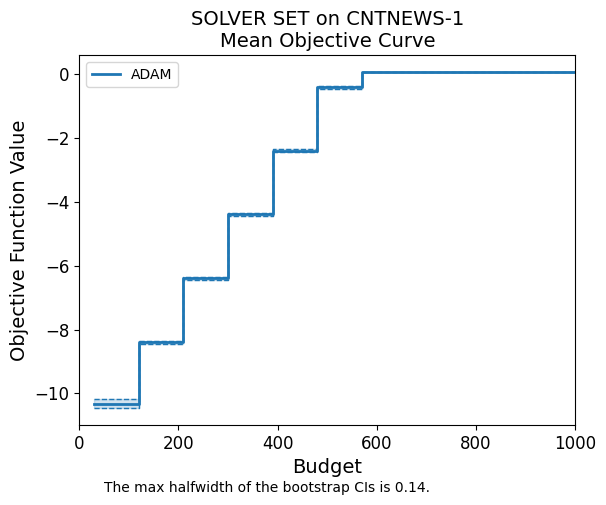 SOLVER SET on CNTNEWS-1
Mean Objective Curve
ADAM
Objective Function Value
0
−2
−4
−6
−8
−10
0 200 400 600 800 1000
Budget
The max halfwidth of the bootstrap CIs is 0.14.